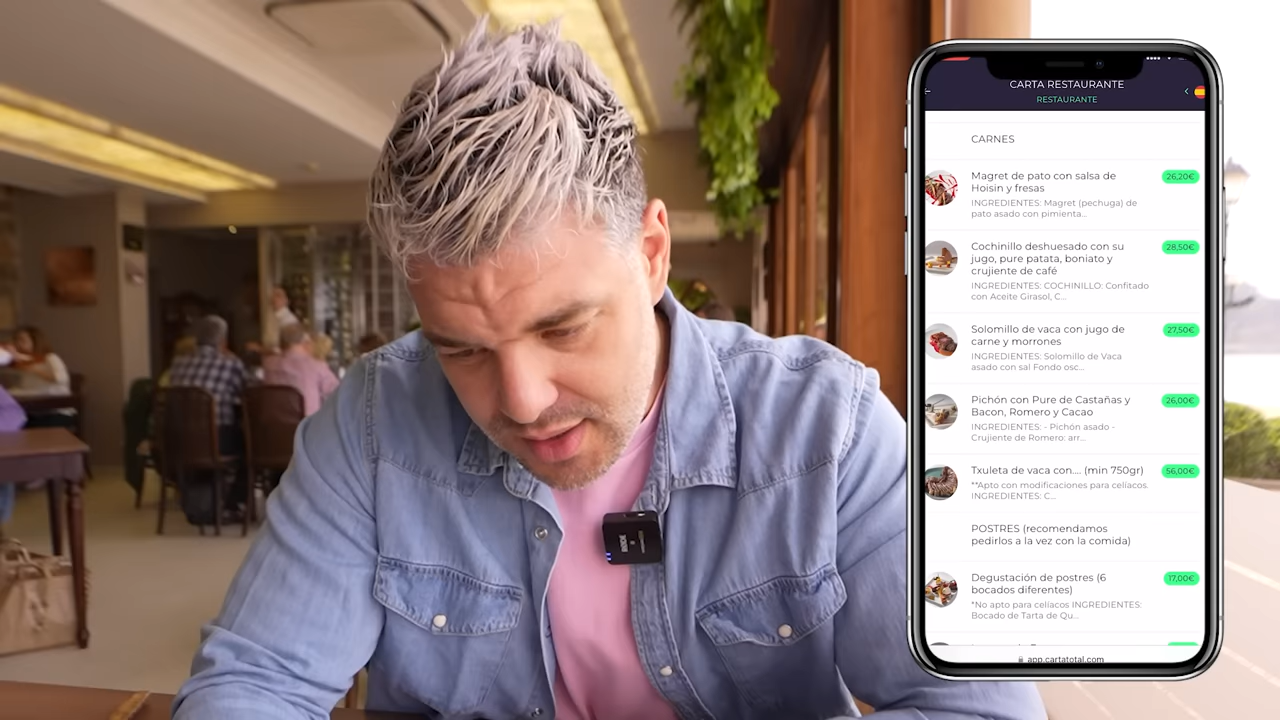 CARTA RESTAURANTE
RESTAURANTE
CARNES
Magret de pato con salsa de
Hoisin y fresas
26,20€
INGREDIENTES: Magret (pechuga) de
pato asado con pimienta...
Cochinillo deshuesado con su
jugo, pure patata, boniato y
crujiente de café
28,50€
INGREDIENTES: COCHINILLO: Confitado
con Aceite Girasol, C...
Solomillo de vaca con jugo de
carne y morrones
27,50€
INGREDIENTES: Solomillo de Vaca
asado con sal Fondo osc...
Pichón con Pure de Castañas y
Bacon, Romero y Cacao
26,00€
INGREDIENTES: - Pichón asado -
Crujiente de Romero: arr...
Txuleta de vaca con.... (min 750gr)
56,00€
**Apto con modificaciones para celíacos.
INGREDIENTES: C...
POSTRES (recomendamos
pedirlos a la vez con la comida)
Degustación de postres (6
bocados diferentes)
17,00€
*No apto para celíacos INGREDIENTES:
Bocado de Tarta de Qu...
app.cartatotal.com
RODE